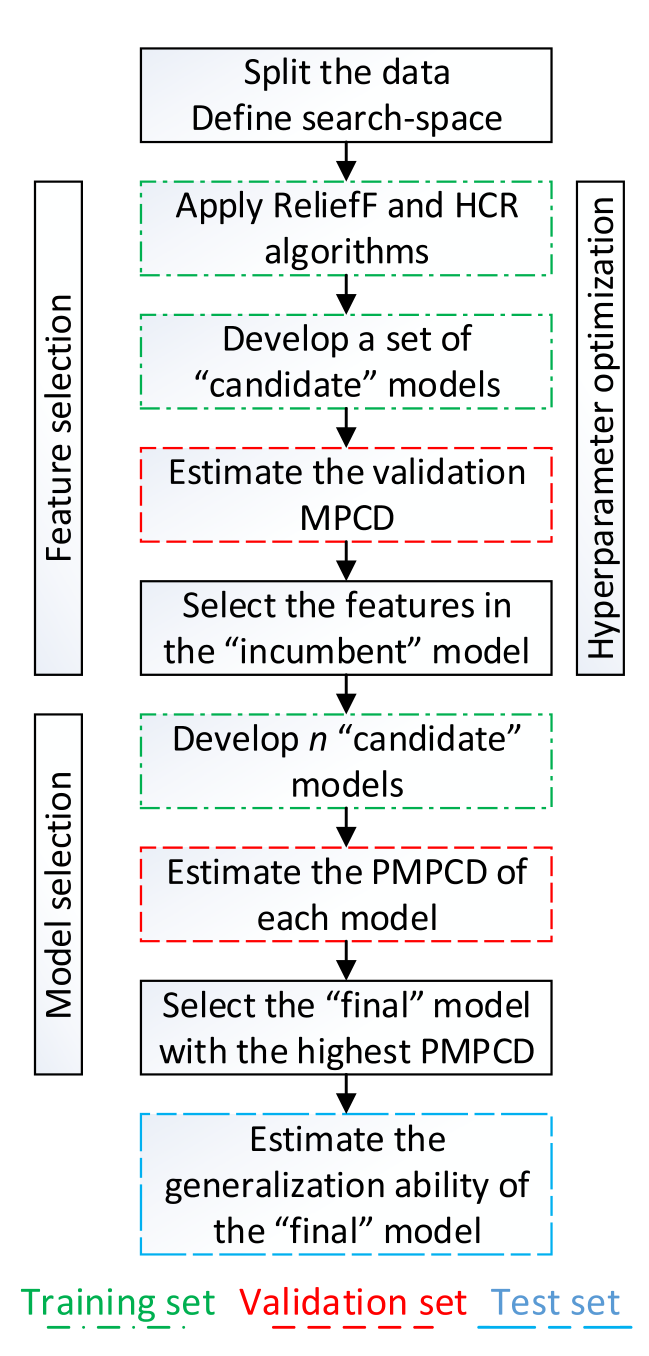 Split the data
Define search-space
Apply ReliefF and HCR
algorithms
Develop a set of
“candidate” models
Estimate the validation
MPCD
Select the features in
the “incumbent” model
Feature selection
Hyperparameter optimization
Develop n “candidate”
models
Estimate the PMPCD of
each model
Select the “final” model
with the highest PMPCD
Model selection
Estimate the
generalization ability of
the “final” model
Training set Validation set Test set